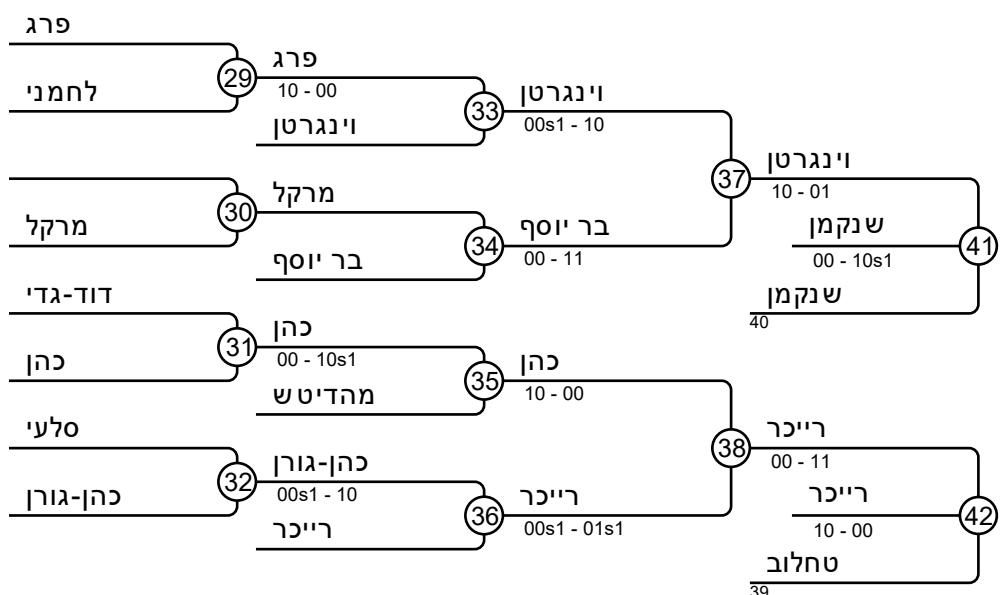 פרג
לחמני
29
פרג
10 - 00
וינגרטן
33
וינגרטן
00s1 - 10
מרקל
30
מרקל
בר יוסף
34
בר יוסף
00 - 11
37
וינגרטן
10 - 01
שנקמן
00 - 10s1
שנקמן
40
41
דוד-גדי
כהן
31
כהן
00 - 10s1
מהדיטש
35
כהן
10 - 00
סלעי
כהן-גורן
32
כהן-גורן
00s1 - 10
רייכר
36
רייכר
00s1 - 01s1
38
רייכר
00 - 11
רייכר
10 - 00
טחלוב
39
42